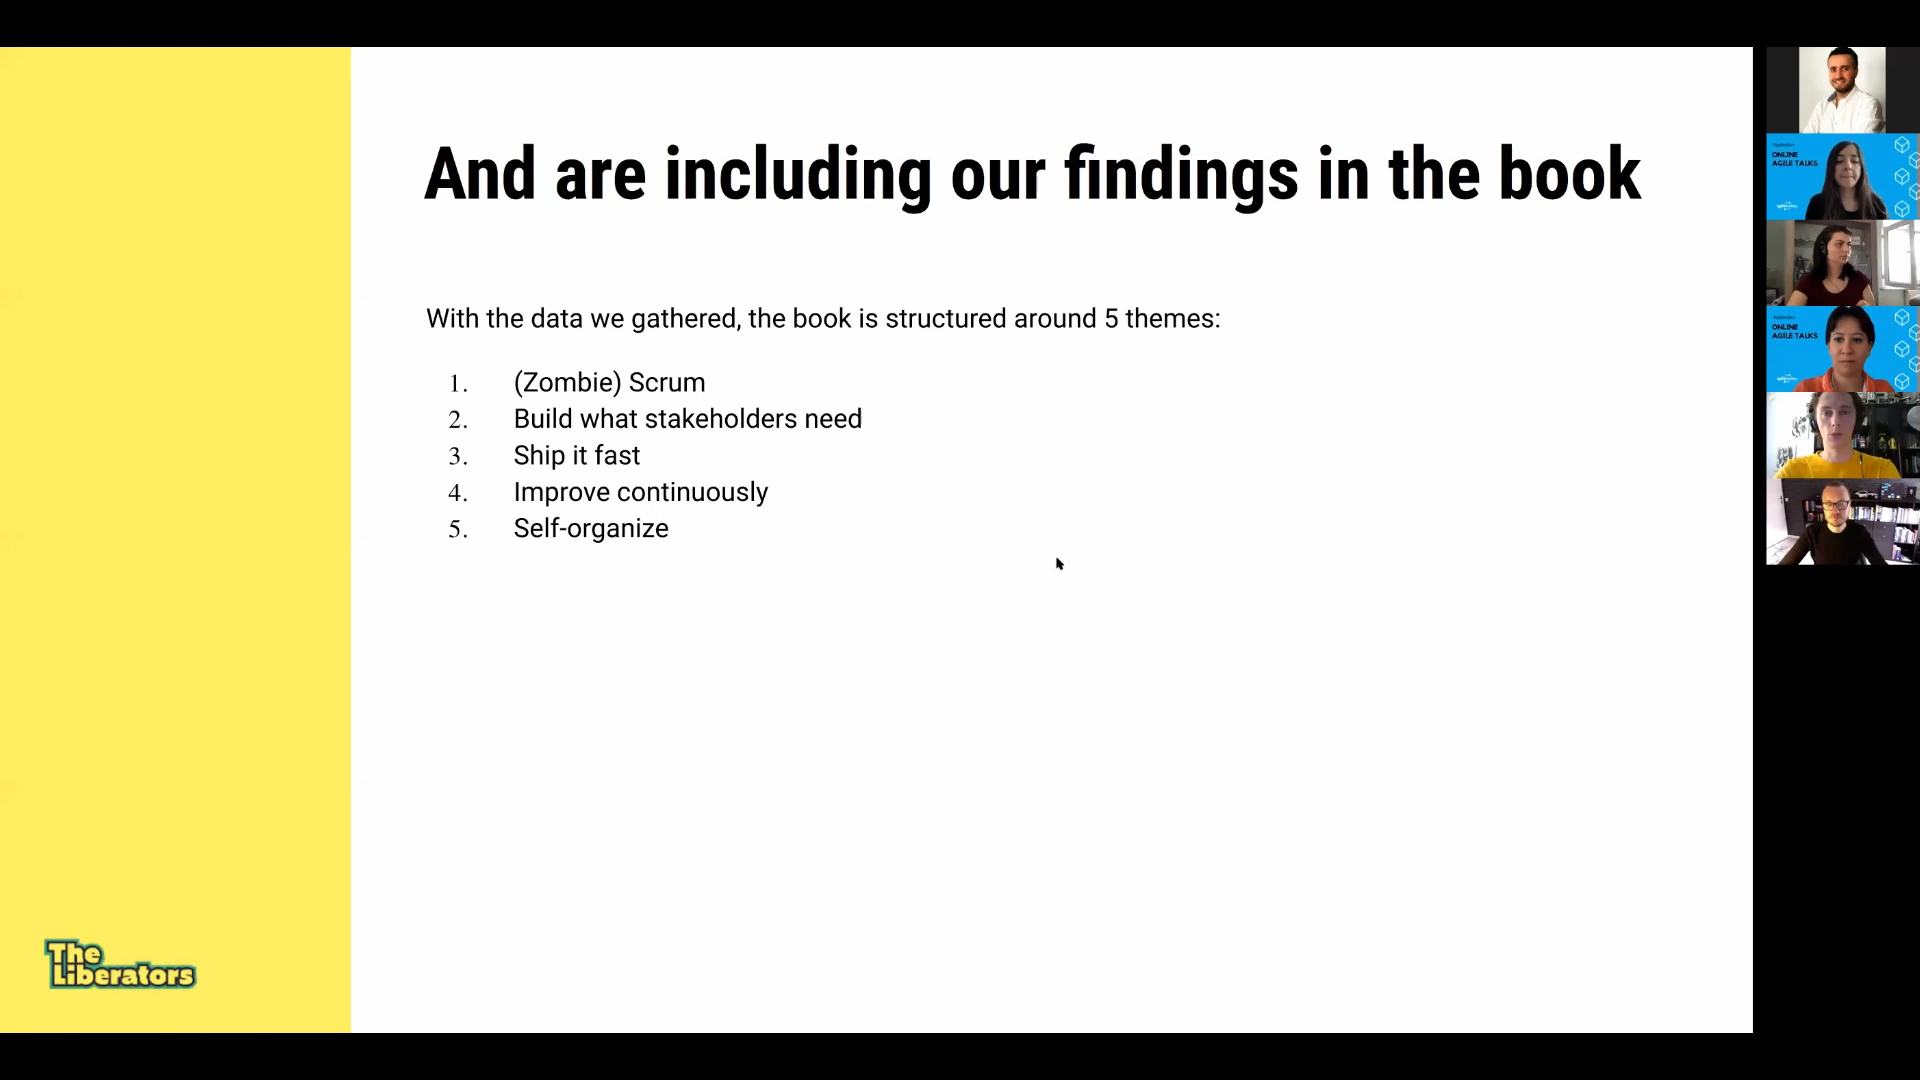 And are including our findings in the book
With the data we gathered, the book is structured around 5 themes:
1. (Zombie) Scrum
2. Build what stakeholders need
3. Ship it fast
4. Improve continuously
5. Self-organize
The
Liberators
ONLINE
AGILE TALKS
ONLINE
AGILE TALKS